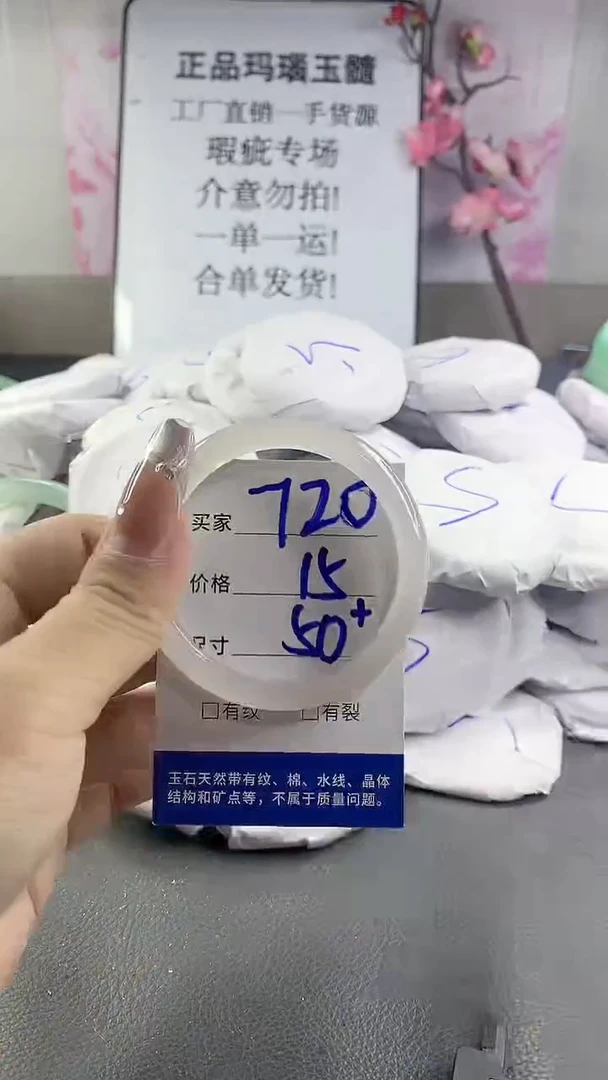 正品玛瑙玉髓
工厂直销一手货源
瑕疵专场
介意勿拍!
一单一运!
合单发货!
买家 720
价格 15
尺寸 50+
□有纹 □有裂
玉石天然带有纹、棉、水线、晶体
结构和矿点等，不属于质量问题。